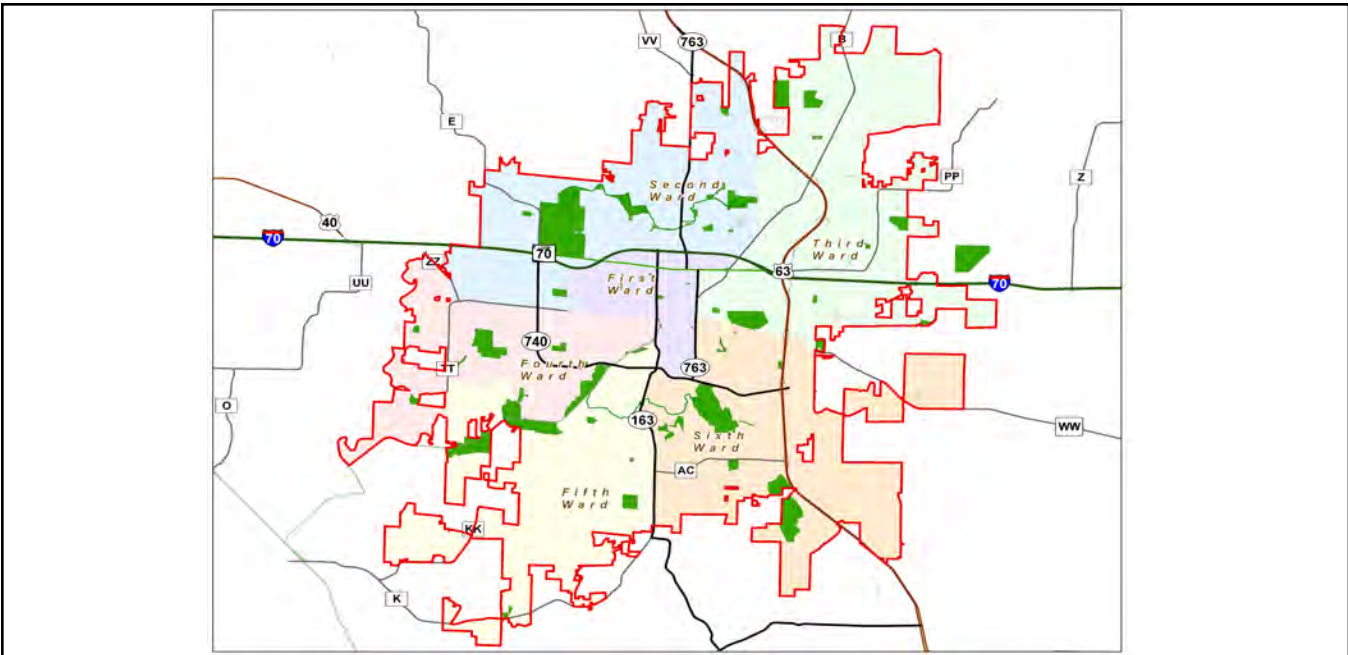 VV
763
B
E
PP
Z
Second
Ward
40
70
Third
Ward
70
ZZ
63
UU
First
Ward
70
740
763
TT
Fourth
Ward
O
163
WW
Sixth
Ward
AC
Fifth
Ward
KK
K